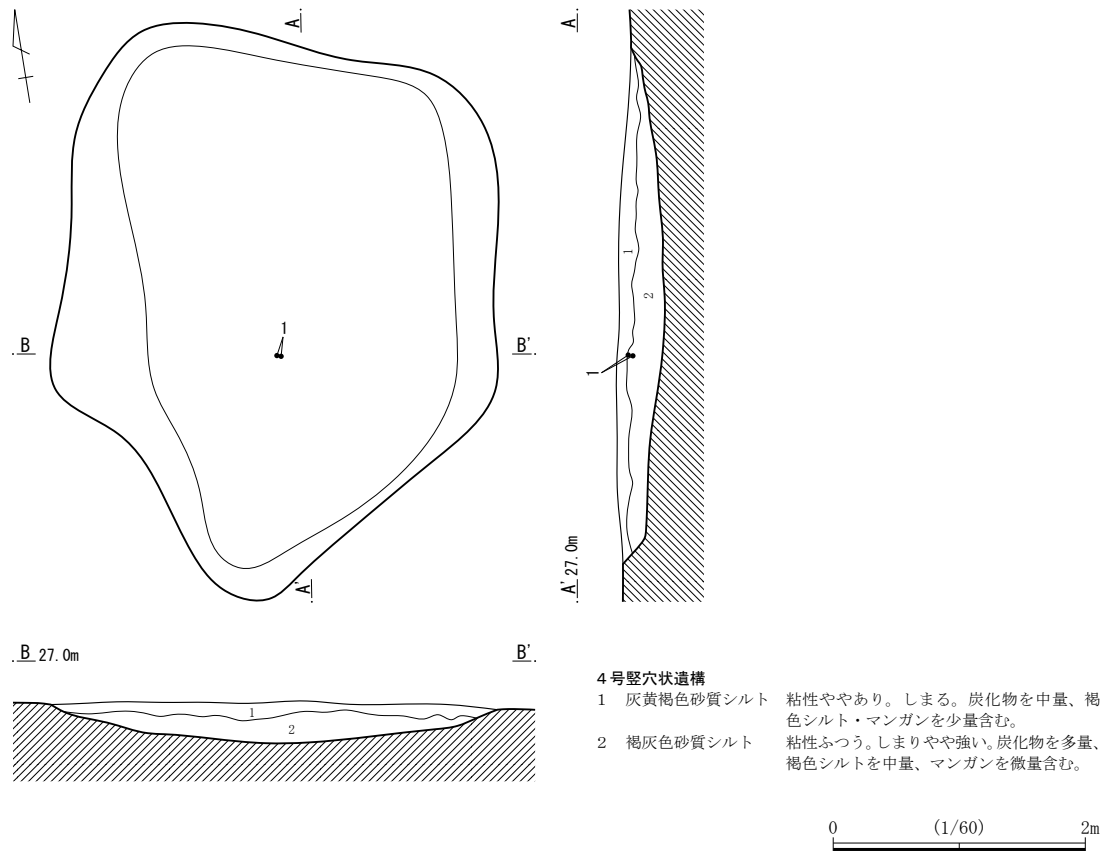 A
A
1
1
2
B
B'
1
A'
A' 27.0m
B 27.0m
B'
1
2
4号竪穴状遺構
1 灰黄褐色砂質シルト 粘性ややあり。しまる。炭化物を中量、褐
色シルト・マンガンを少量含む。
2 褐灰色砂質シルト 粘性ふつう。しまりやや強い。炭化物を多量、
褐色シルトを中量、マンガンを微量含む。
0 (1/60) 2m